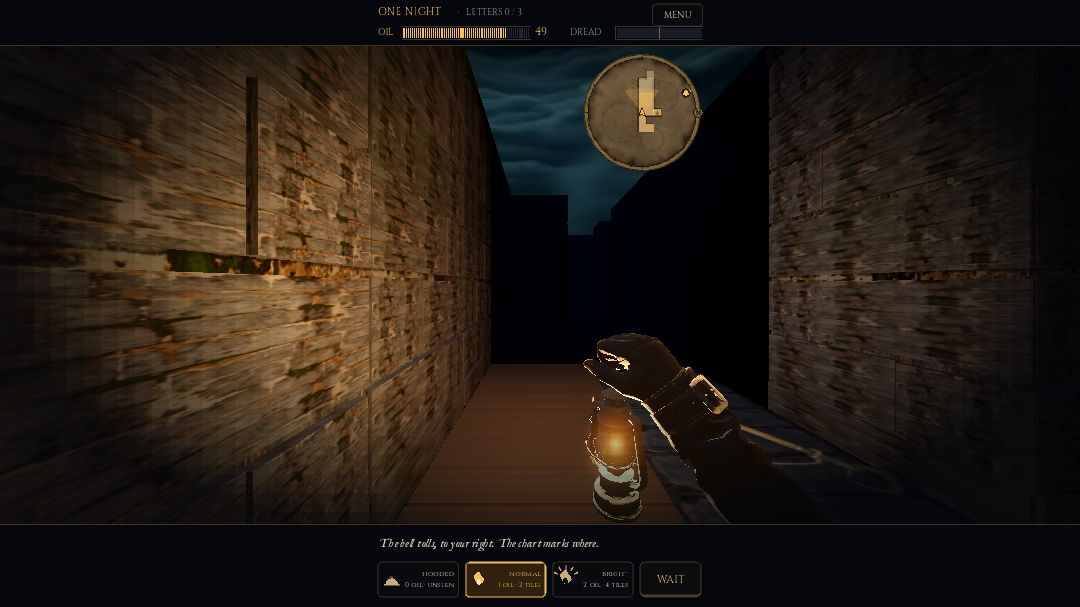 ONE NIGHT · LETTERS 0 / 3
MENU
OIL 49 DREAD
The bell tolls, to your right. The chart marks where.
HOODED
0 OIL · UNSEEN
NORMAL
1 OIL · 2 TILES
BRIGHT
2 OIL · 4 TILES
WAIT